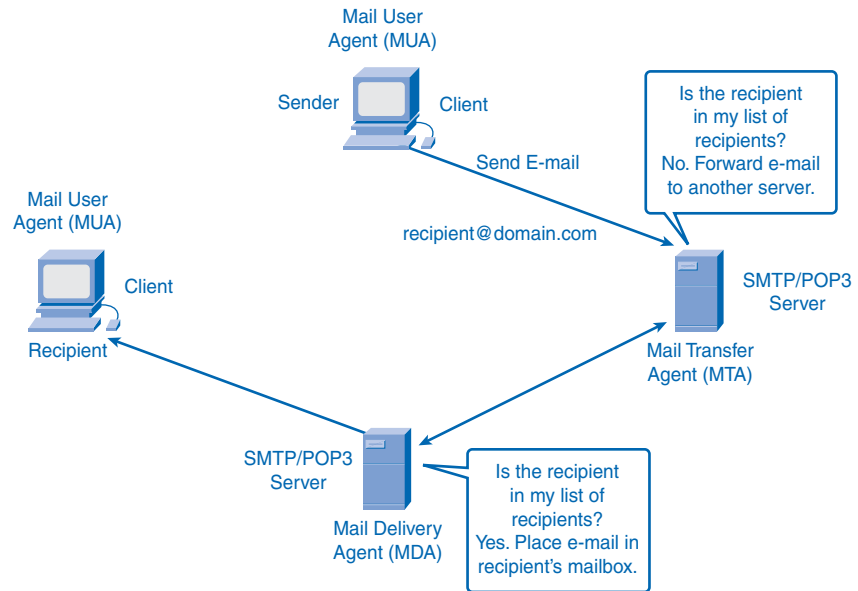 Mail User
Agent (MUA)
Sender
Client
Is the recipient
in my list of
recipients?
No. Forward e-mail
to another server.
Send E-mail
Mail User
Agent (MUA)
recipient@domain.com
Client
SMTP/POP3
Server
Recipient
Mail Transfer
Agent (MTA)
SMTP/POP3
Server
Is the recipient
in my list of
recipients?
Yes. Place e-mail in
recipient's mailbox.
Mail Delivery
Agent (MDA)